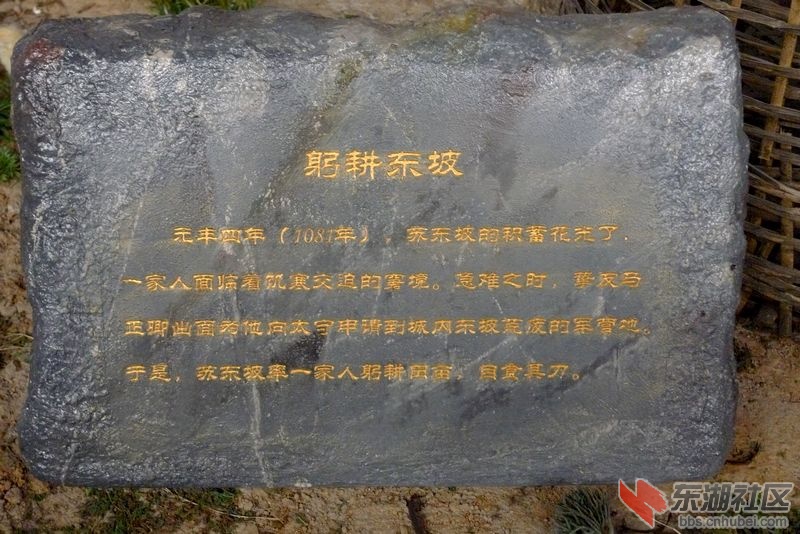 躬耕东坡
元丰四年（1081年），苏东坡的积蓄花光了，
一家人面临着饥寒交迫的窘境。危难之时，挚友马
正卿出面为他向太守申请到城内东坡荒废的军营地。
于是，苏东坡率一家人躬耕田亩，自食其力。
东湖社区
bbs.cnhubei.com